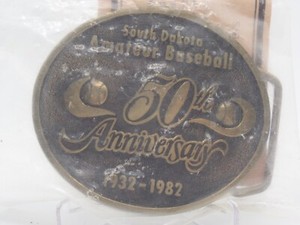 South Dakota
Amateur Baseball
50th
Anniversary
1932-1982